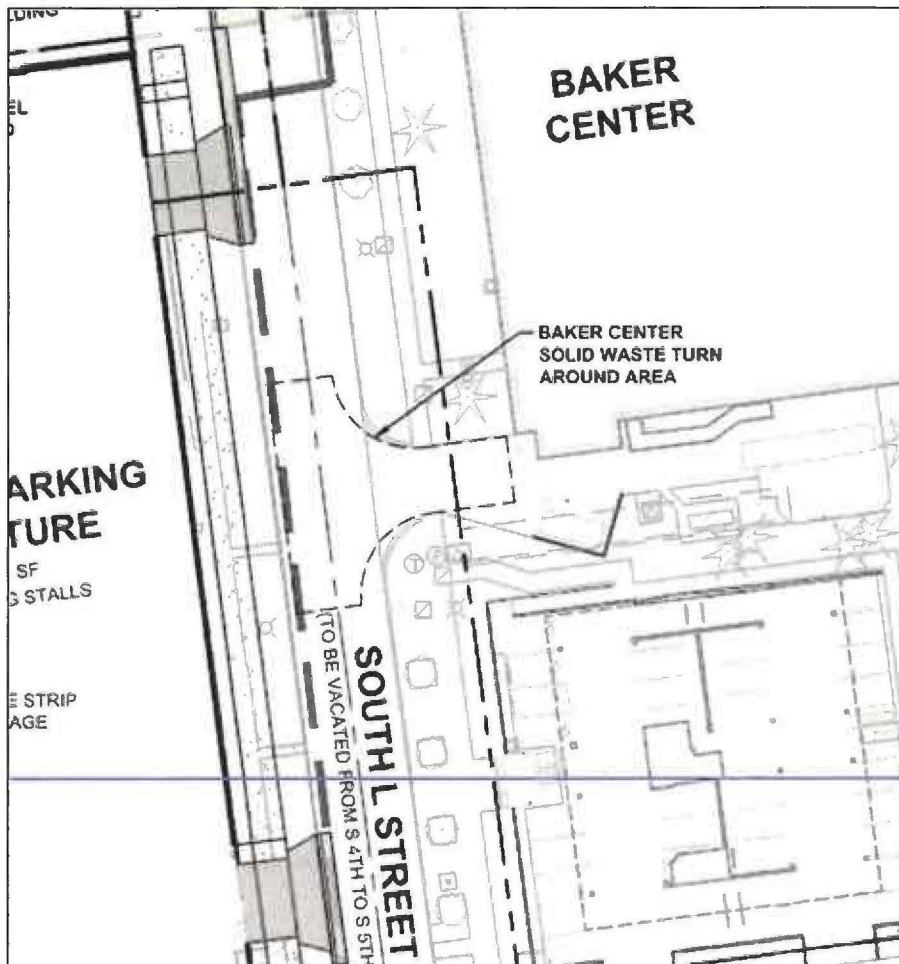 BAKER
CENTER
BAKER CENTER
SOLID WASTE TURN
AROUND AREA
ARKING
TURE
SF
STALLS
STRIP
AGE
SOUTH L STREET
(TO BE VACATED FROM S 4TH TO S 5TH